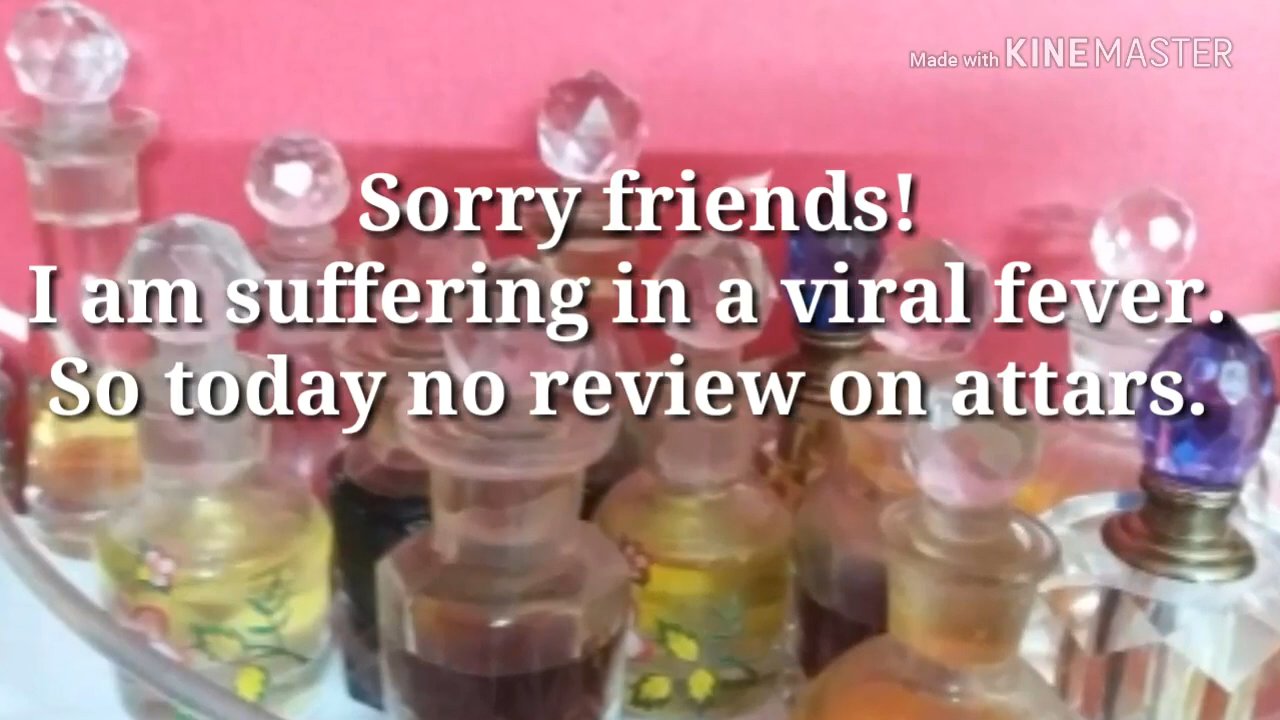 Made with KINEMASTER
Sorry friends!
I am suffering in a viral fever.
So today no review on attars.